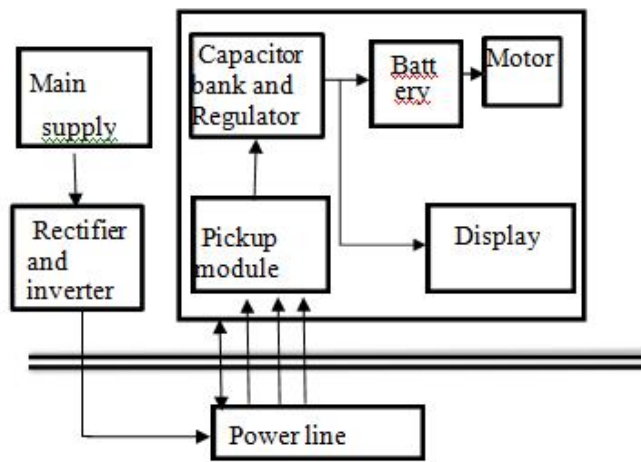 Main
supply
Rectifier
and
inverter
Capacitor
bank and
Regulator
Batt
ery
Motor
Pickup
module
Display
Power line